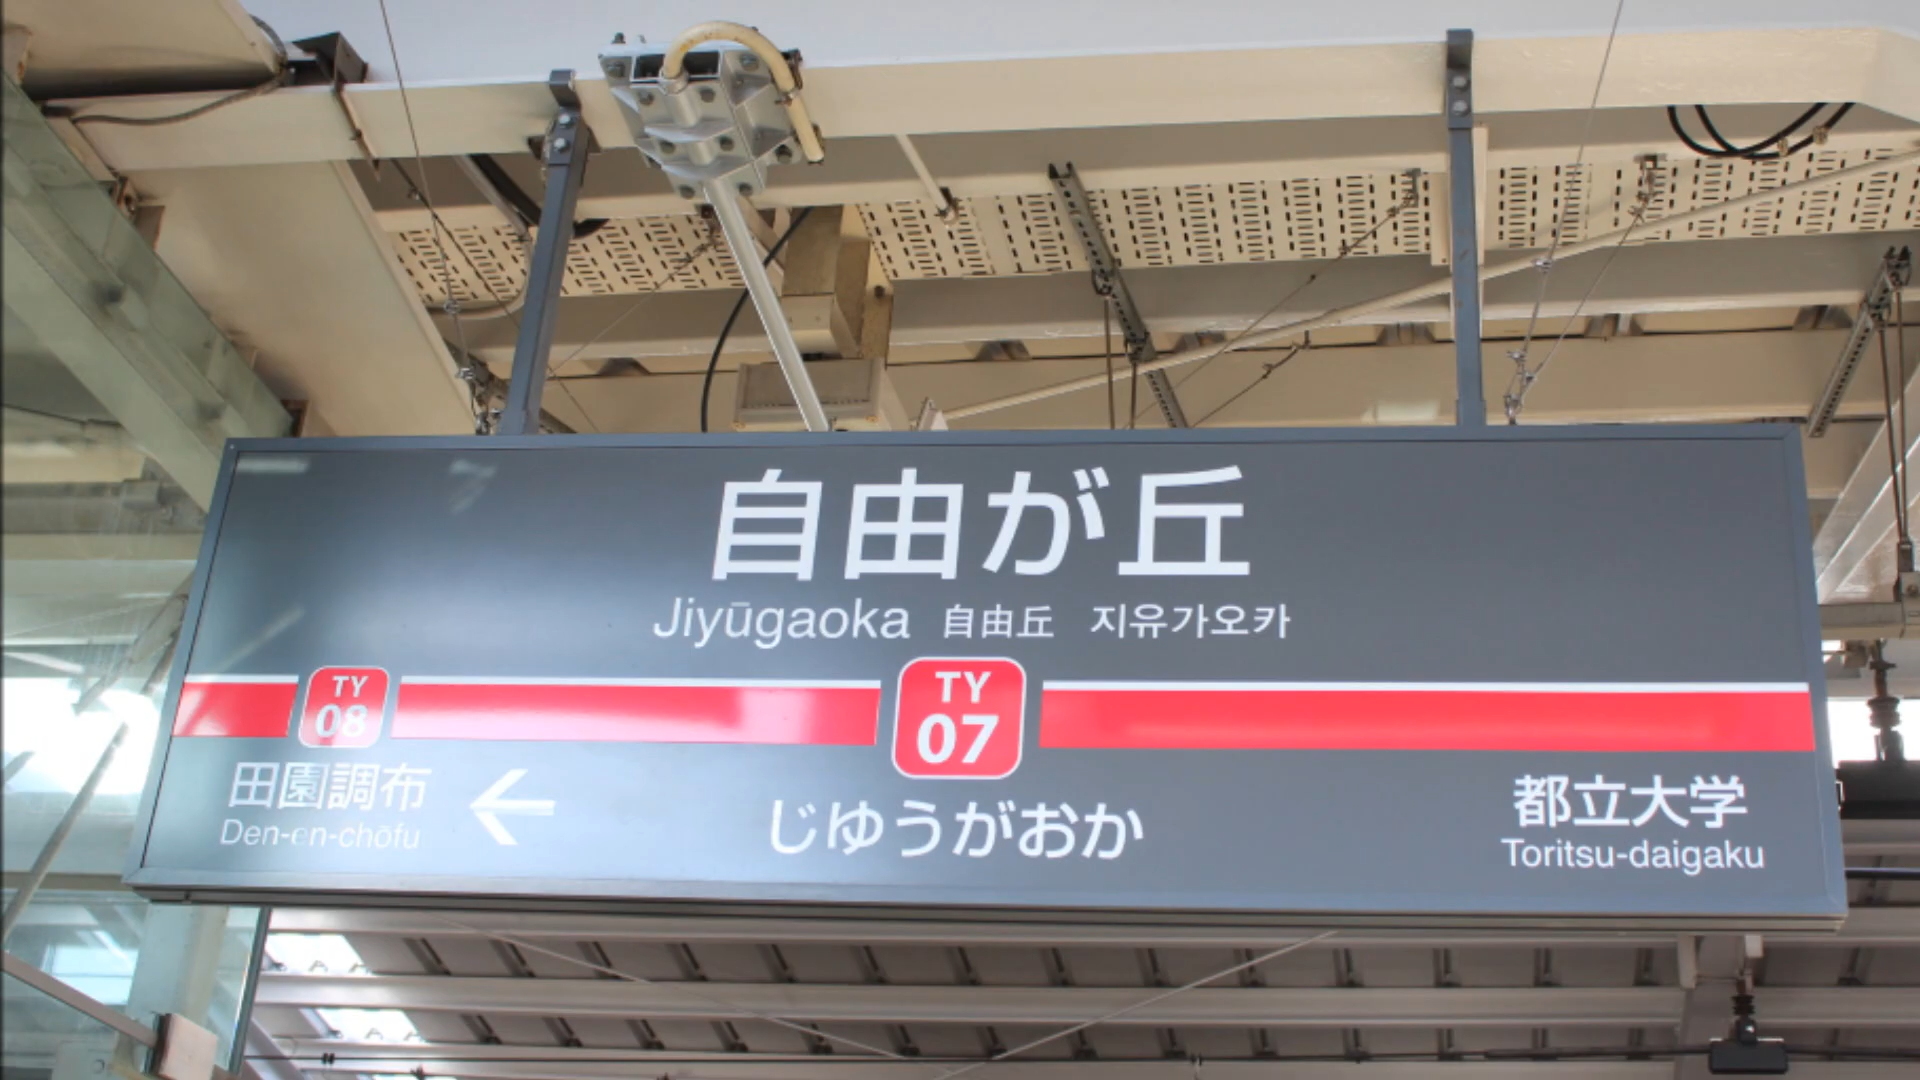 自由が丘
Jiyūgaoka 自由丘 지유가오카
TY
08
TY
07
田園調布
Den-en-chōfu
じゆうがおか
都立大学
Toritsu-daigaku